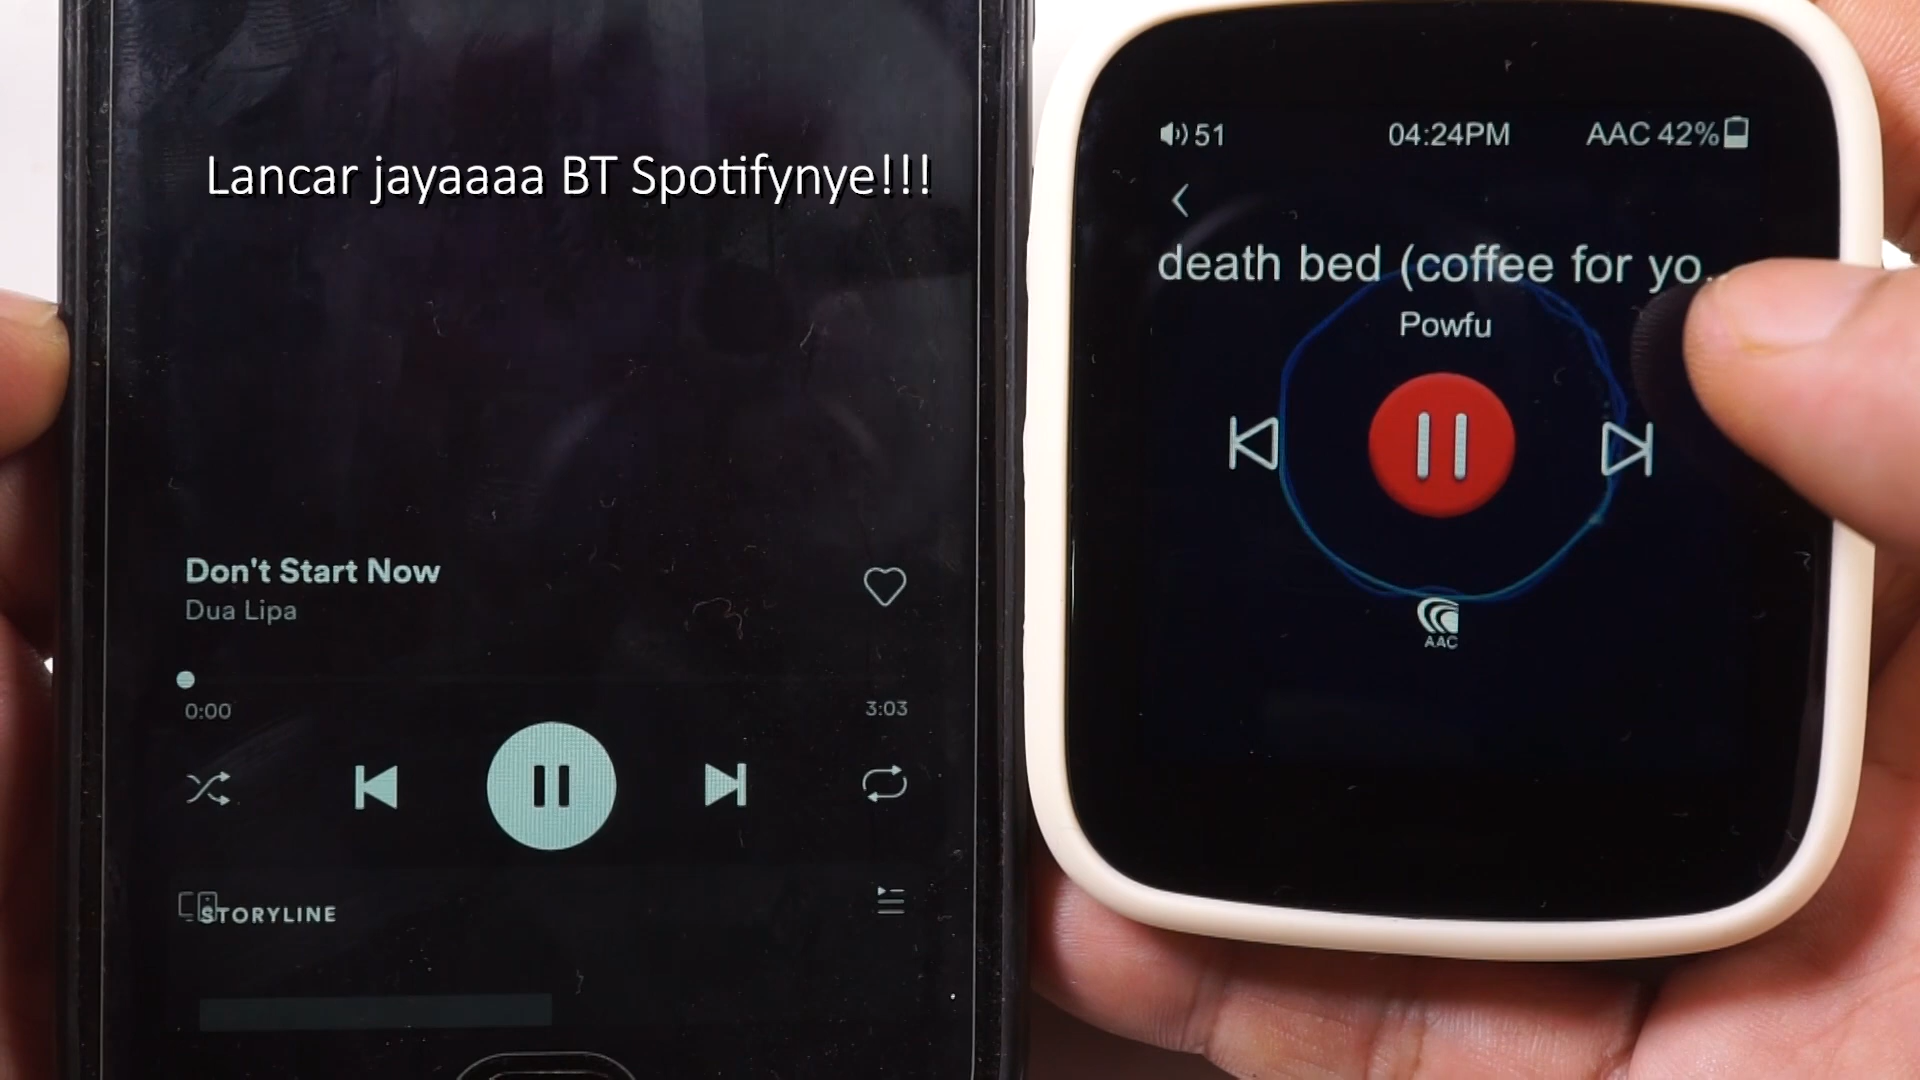 Lancar jayaaaa BT Spotifynye!!!
Don't Start Now
Dua Lipa
0:00
3:03
STORYLINE
51
04:24PM
AAC 42%
death bed (coffee for yo..
Powfu
AAC